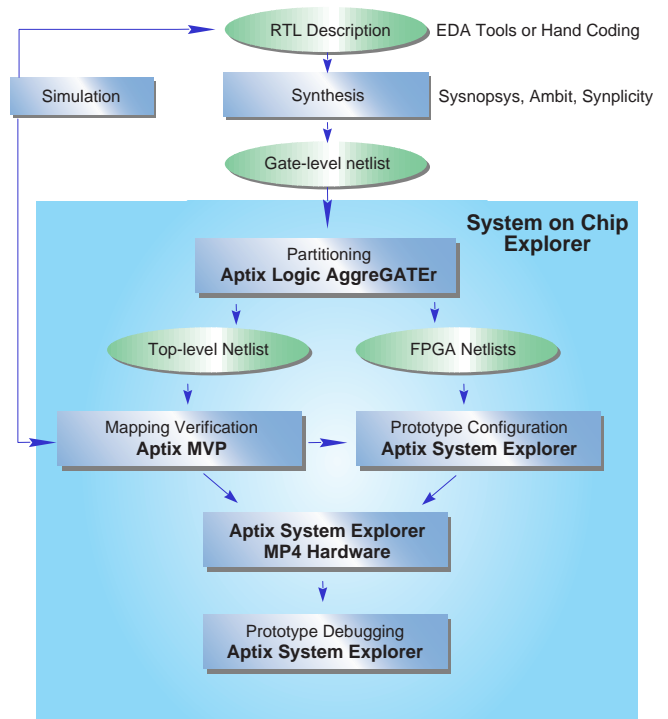 RTL Description
EDA Tools or Hand Coding
Simulation
Synthesis
Sysnopsys, Ambit, Synplicity
Gate-level netlist
System on Chip
Explorer
Partitioning
Aptix Logic AggreGATEr
Top-level Netlist
FPGA Netlists
Mapping Verification
Aptix MVP
Prototype Configuration
Aptix System Explorer
Aptix System Explorer
MP4 Hardware
Prototype Debugging
Aptix System Explorer